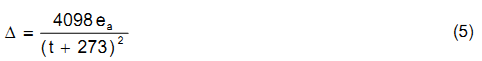 Δ = 4098 e_a / (t + 273)^2 (5)